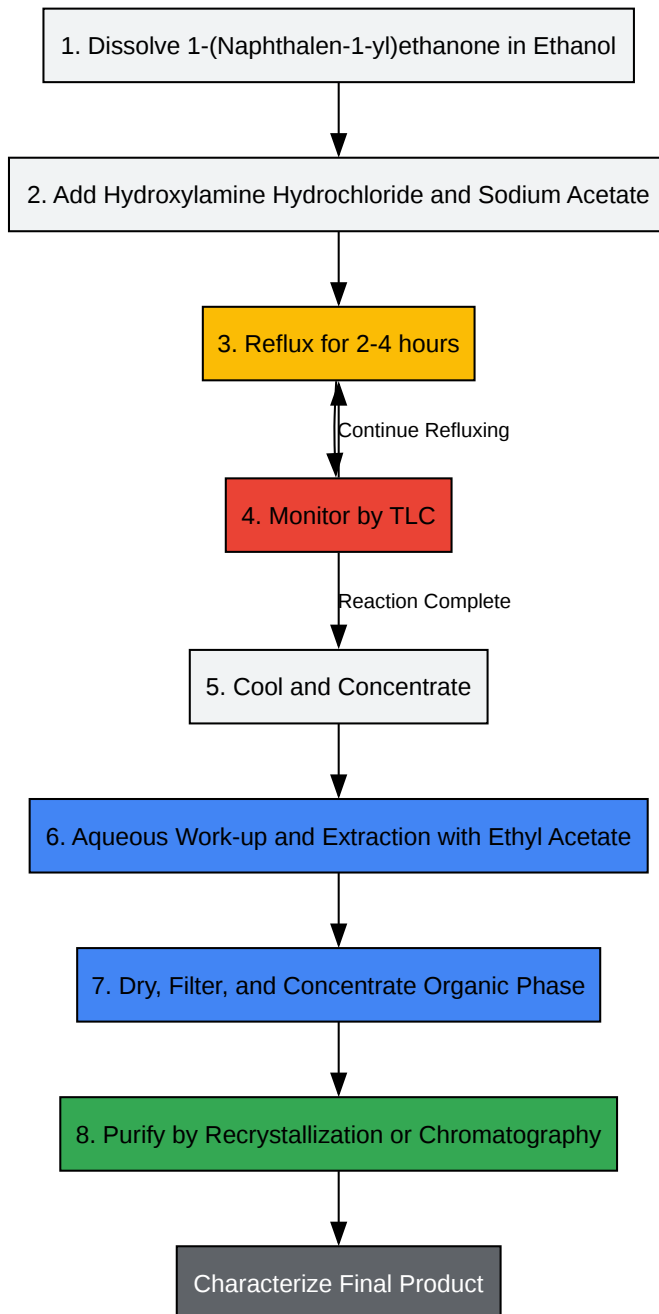 1. Dissolve 1-(Naphthalen-1-yl)ethanone in Ethanol
2. Add Hydroxylamine Hydrochloride and Sodium Acetate
3. Reflux for 2-4 hours
Continue Refluxing
4. Monitor by TLC
Reaction Complete
5. Cool and Concentrate
6. Aqueous Work-up and Extraction with Ethyl Acetate
7. Dry, Filter, and Concentrate Organic Phase
8. Purify by Recrystallization or Chromatography
Characterize Final Product